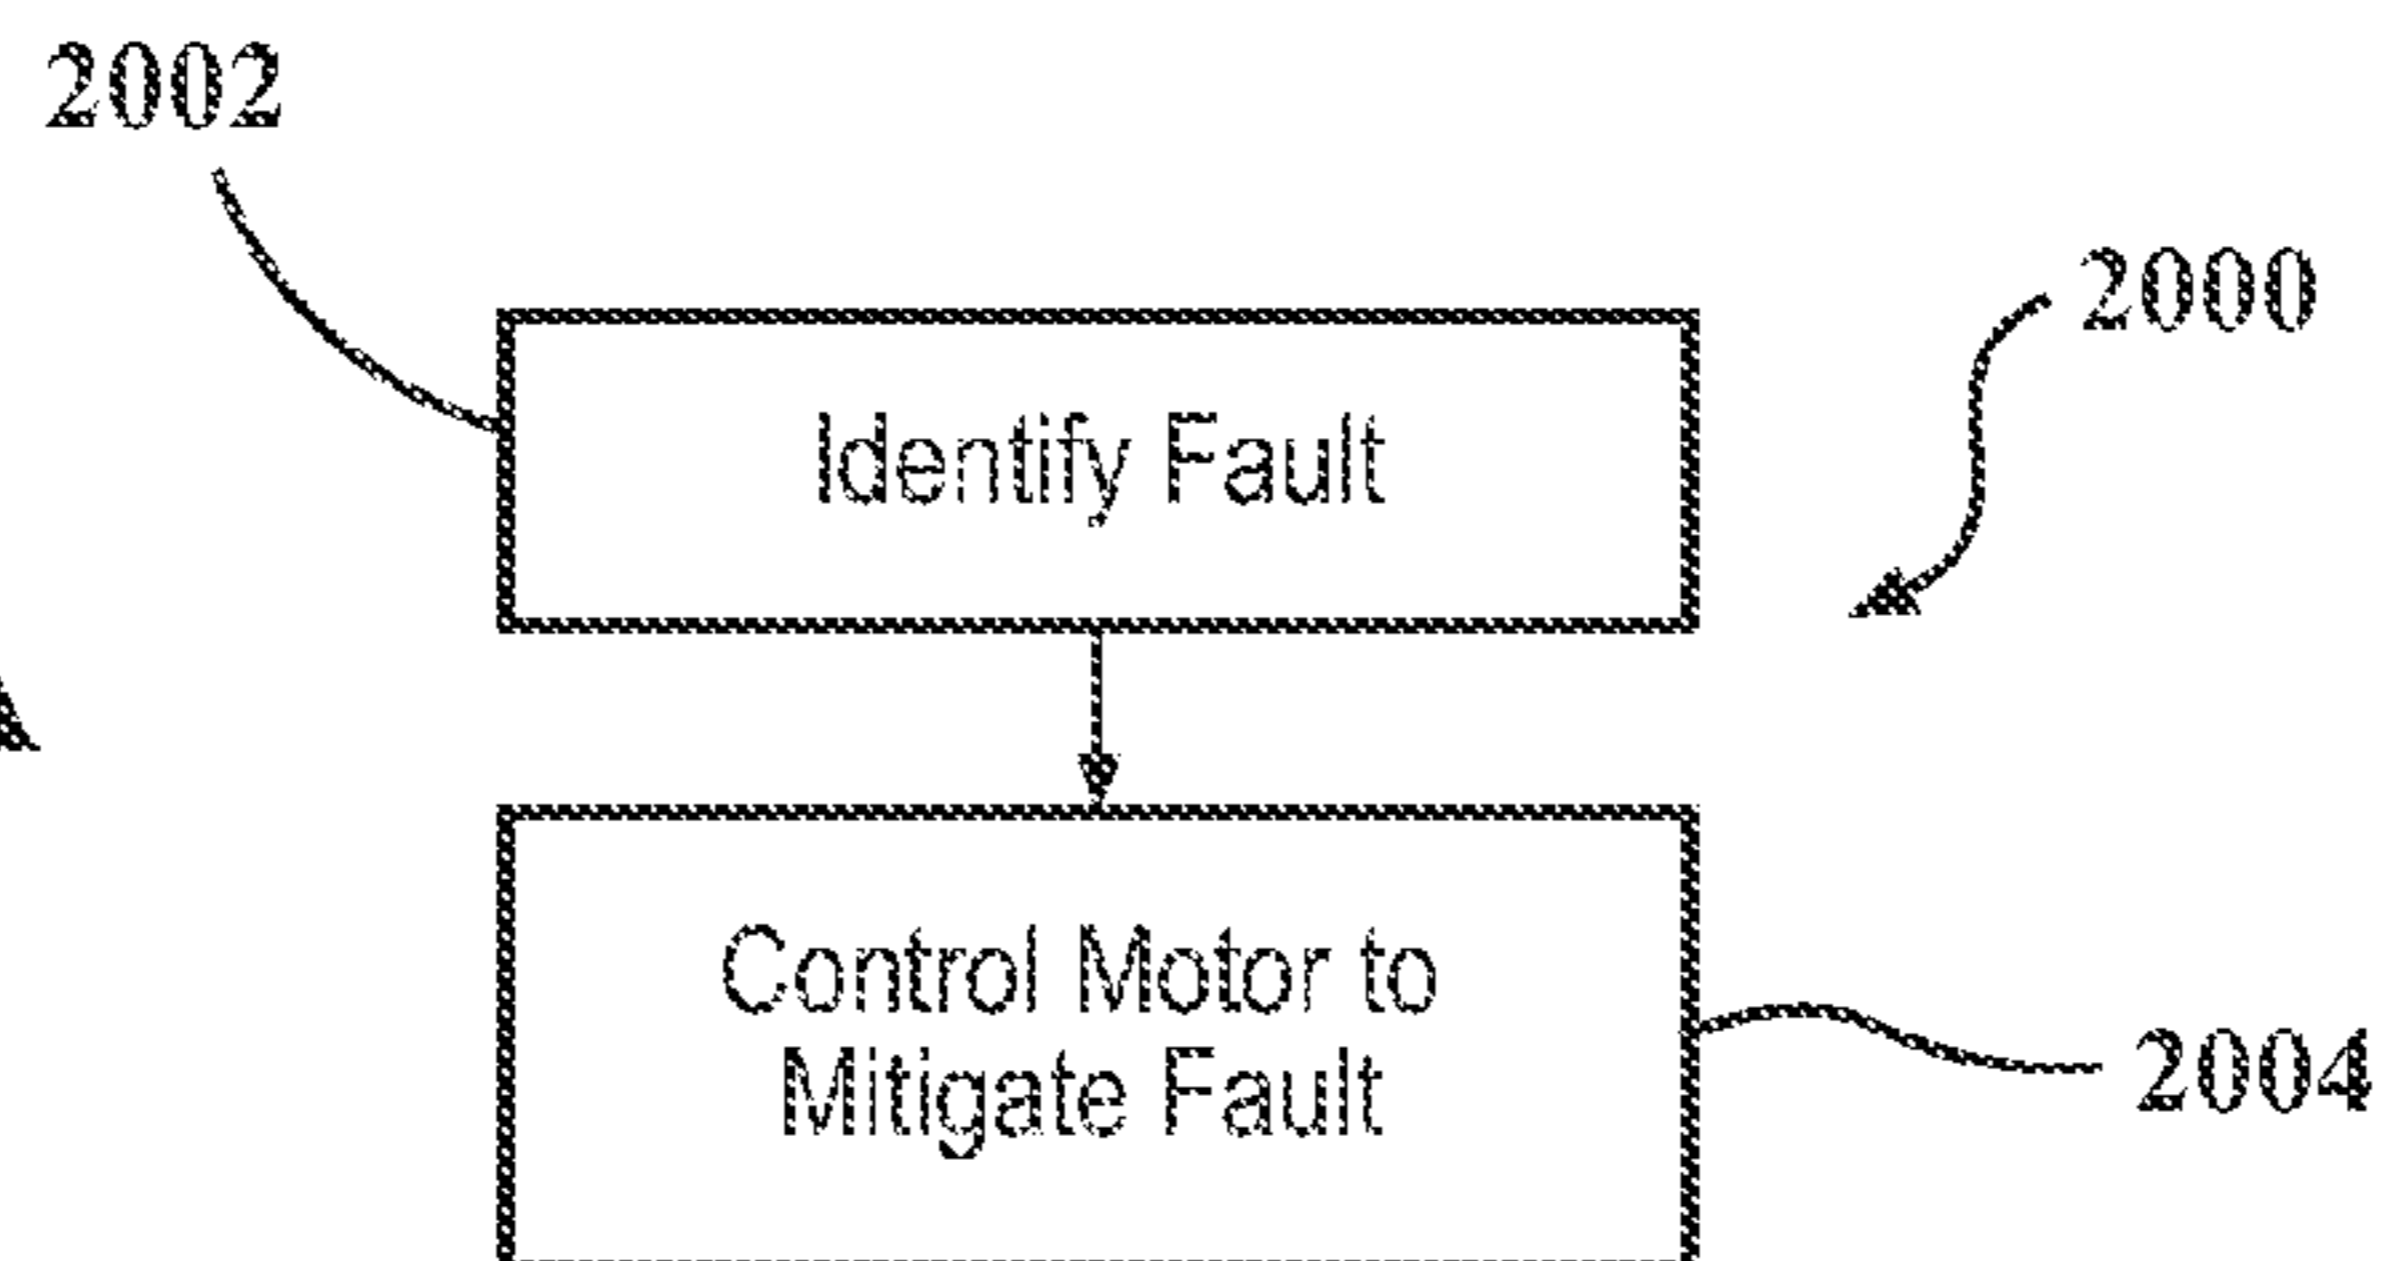 2002
2000
Identify Fault
Control Motor to
Mitigate Fault
2004